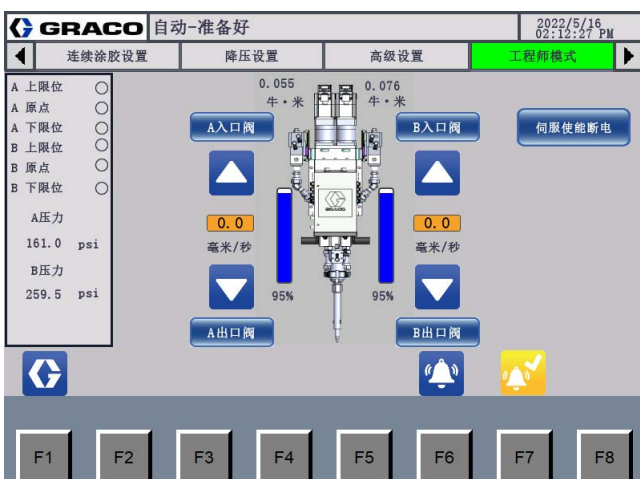 GRACO 自动-准备好 2022/5/16
02:12:27 PM
连续涂胶设置 降压设置 高级设置 工程师模式
A 上限位
A 原点
A 下限位
B 上限位
B 原点
B 下限位
A压力
161.0 psi
B压力
259.5 psi
0.055
牛·米
0.076
牛·米
A入口阀
B入口阀
伺服使能断电
0.0
毫米/秒
0.0
毫米/秒
95%
95%
A出口阀
B出口阀
F1 F2 F3 F4 F5 F6 F7 F8